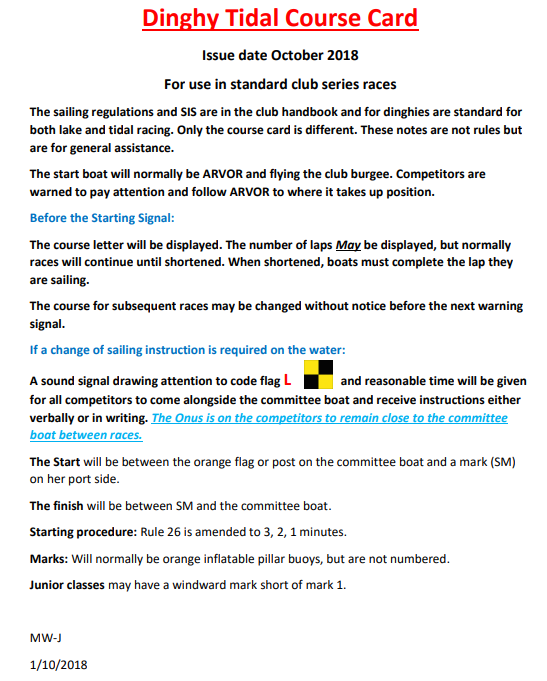 Dinghy Tidal Course Card
Issue date October 2018
For use in standard club series races
The sailing regulations and SIS are in the club handbook and for dinghies are standard for
both lake and tidal racing. Only the course card is different. These notes are not rules but
are for general assistance.
The start boat will normally be ARVOR and flying the club burgee. Competitors are
warned to pay attention and follow ARVOR to where it takes up position.
Before the Starting Signal:
The course letter will be displayed. The number of laps May be displayed, but normally
races will continue until shortened. When shortened, boats must complete the lap they
are sailing.
The course for subsequent races may be changed without notice before the next warning
signal.
If a change of sailing instruction is required on the water:
A sound signal drawing attention to code flag L and reasonable time will be given
for all competitors to come alongside the committee boat and receive instructions either
verbally or in writing. The Onus is on the competitors to remain close to the committee
boat between races.
The Start will be between the orange flag or post on the committee boat and a mark (SM)
on her port side.
The finish will be between SM and the committee boat.
Starting procedure: Rule 26 is amended to 3, 2, 1 minutes.
Marks: Will normally be orange inflatable pillar buoys, but are not numbered.
Junior classes may have a windward mark short of mark 1.
MW-J
1/10/2018